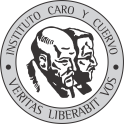 INSTITUTO CARO Y CUERVO
VERITAS LIBERABIT VOS